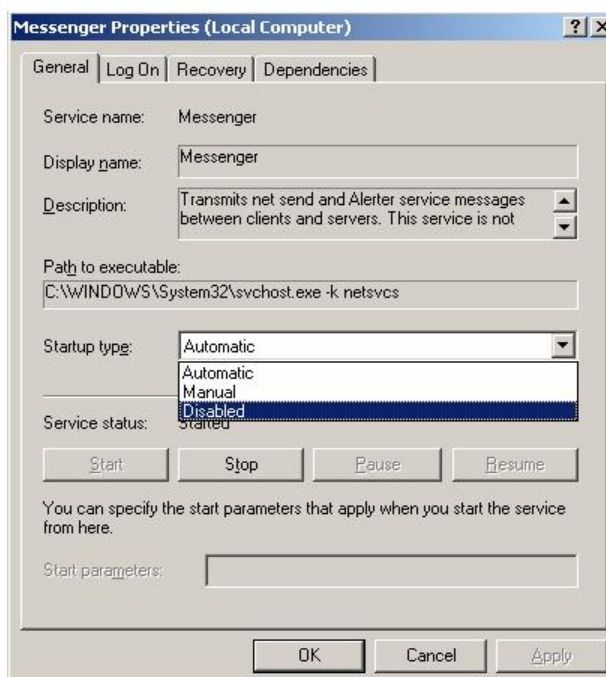 Messenger Properties (Local Computer)
General Log On Recovery Dependencies
Service name: Messenger
Display name: Messenger
Description: Transmits net send and Alerter service messages
between clients and servers. This service is not
Path to executable:
C:\WINDOWS\System32\svchost.exe -k netsvcs
Startup type: Automatic
Automatic
Manual
Disabled
Service status: Started
Start Stop Pause Resume
You can specify the start parameters that apply when you start the service
from here.
Start parameters:
OK Cancel Apply